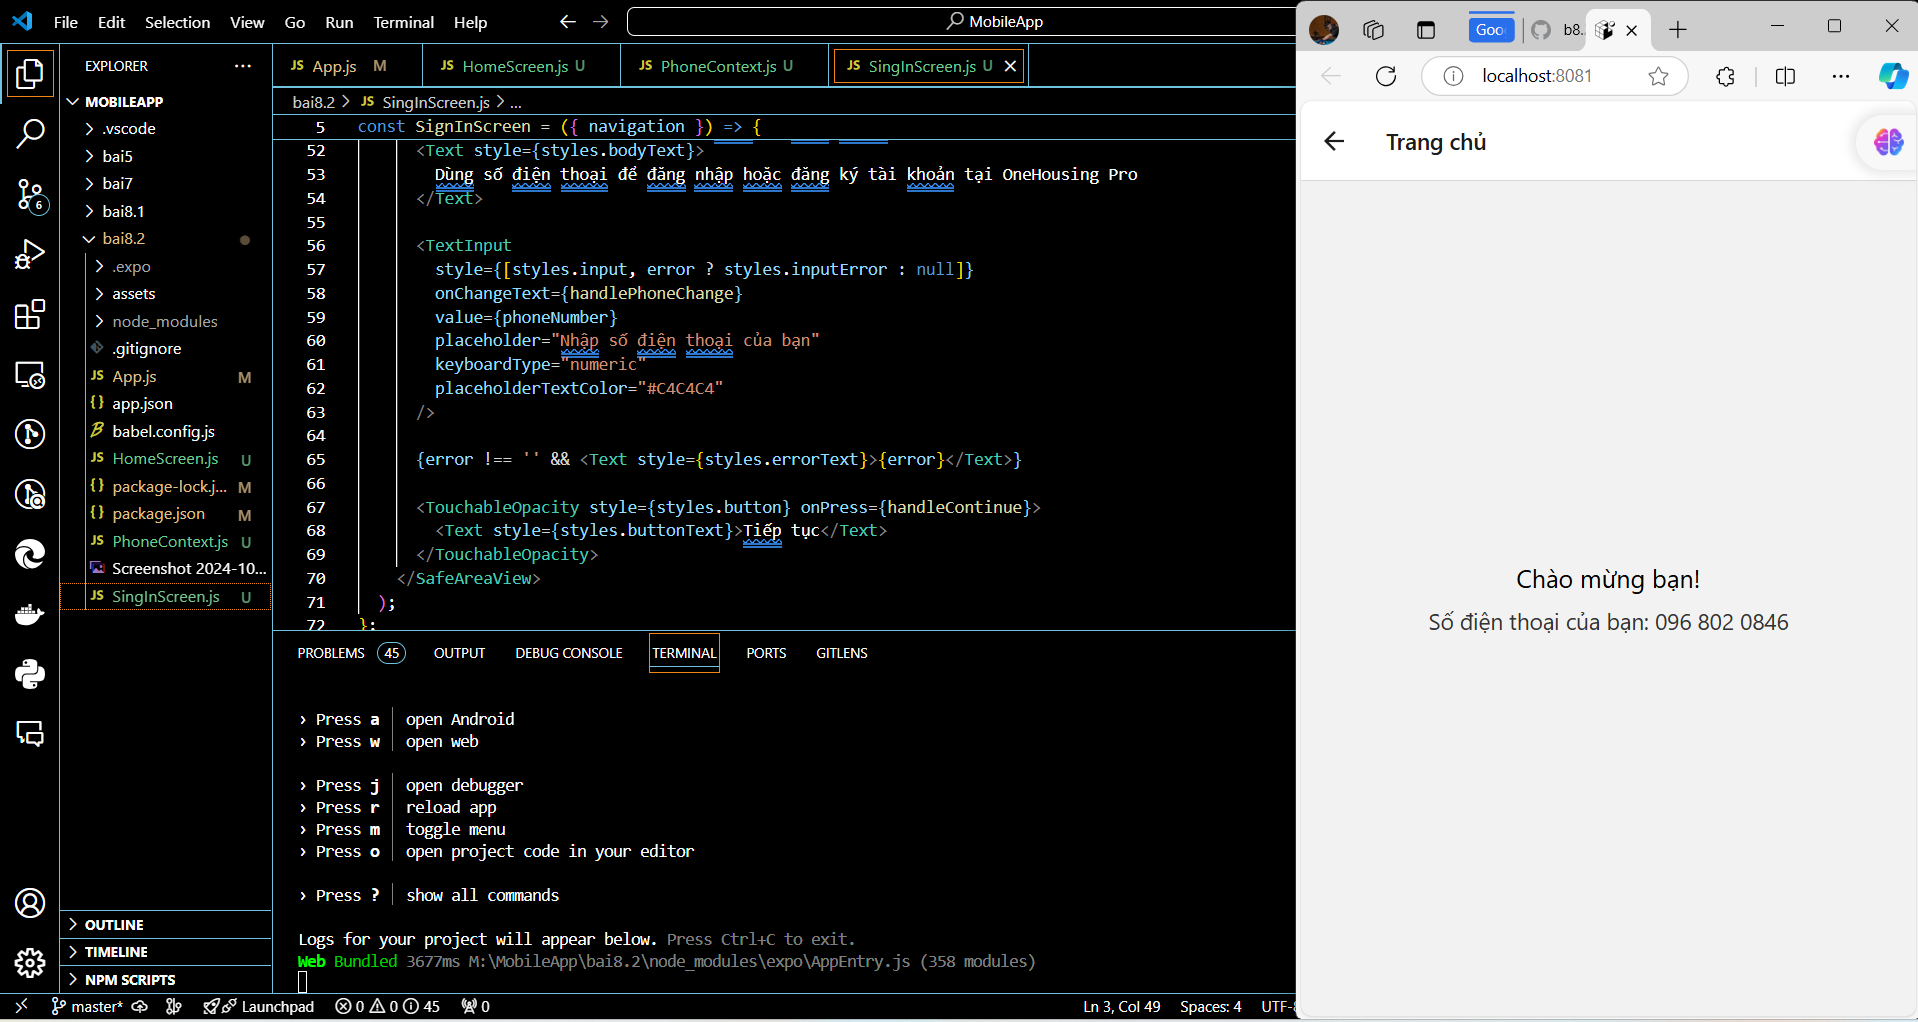 File Edit Selection View Go Run Terminal Help
MobileApp
EXPLORER
MOBILEAPP
.vscode
bai5
bai7
bai8.1
bai8.2
.expo
assets
node_modules
.gitignore
JS App.js M
{} app.json
babel.config.js
JS HomeScreen.js U
{} package-lock.j... M
{} package.json M
JS PhoneContext.js U
Screenshot 2024-10...
JS SingInScreen.js U
OUTLINE
TIMELINE
NPM SCRIPTS
6
JS App.js M
JS HomeScreen.js U
JS PhoneContext.js U
JS SingInScreen.js U
bai8.2 > JS SingInScreen.js > ...
5 const SignInScreen = ({ navigation }) => {
52 <Text style={styles.bodyText}>
53 Dùng số điện thoại để đăng nhập hoặc đăng ký tài khoản tại OneHousing Pro
54 </Text>
55
56 <TextInput
57 style={[styles.input, error ? styles.inputError : null]}
58 onChangeText={handlePhoneChange}
59 value={phoneNumber}
60 placeholder="Nhập số điện thoại của bạn"
61 keyboardType="numeric"
62 placeholderTextColor="#C4C4C4"
63 />
64
65 {error !== '' && <Text style={styles.errorText}>{error}</Text>}
66
67 <TouchableOpacity style={styles.button} onPress={handleContinue}>
68 <Text style={styles.buttonText}>Tiếp tục</Text>
69 </TouchableOpacity>
70 </SafeAreaView>
71 );
72 };
PROBLEMS 45 OUTPUT DEBUG CONSOLE TERMINAL PORTS GITLENS
› Press a │ open Android
› Press w │ open web
› Press j │ open debugger
› Press r │ reload app
› Press m │ toggle menu
› Press o │ open project code in your editor
› Press ? │ show all commands
Logs for your project will appear below. Press Ctrl+C to exit.
Web Bundled 3677ms M:\MobileApp\bai8.2\node_modules\expo\AppEntry.js (358 modules)
master* Launchpad 0 0 45 0
Ln 3, Col 49 Spaces: 4 UTF-8
Goo b8.
localhost:8081
Trang chủ
Chào mừng bạn!
Số điện thoại của bạn: 096 802 0846